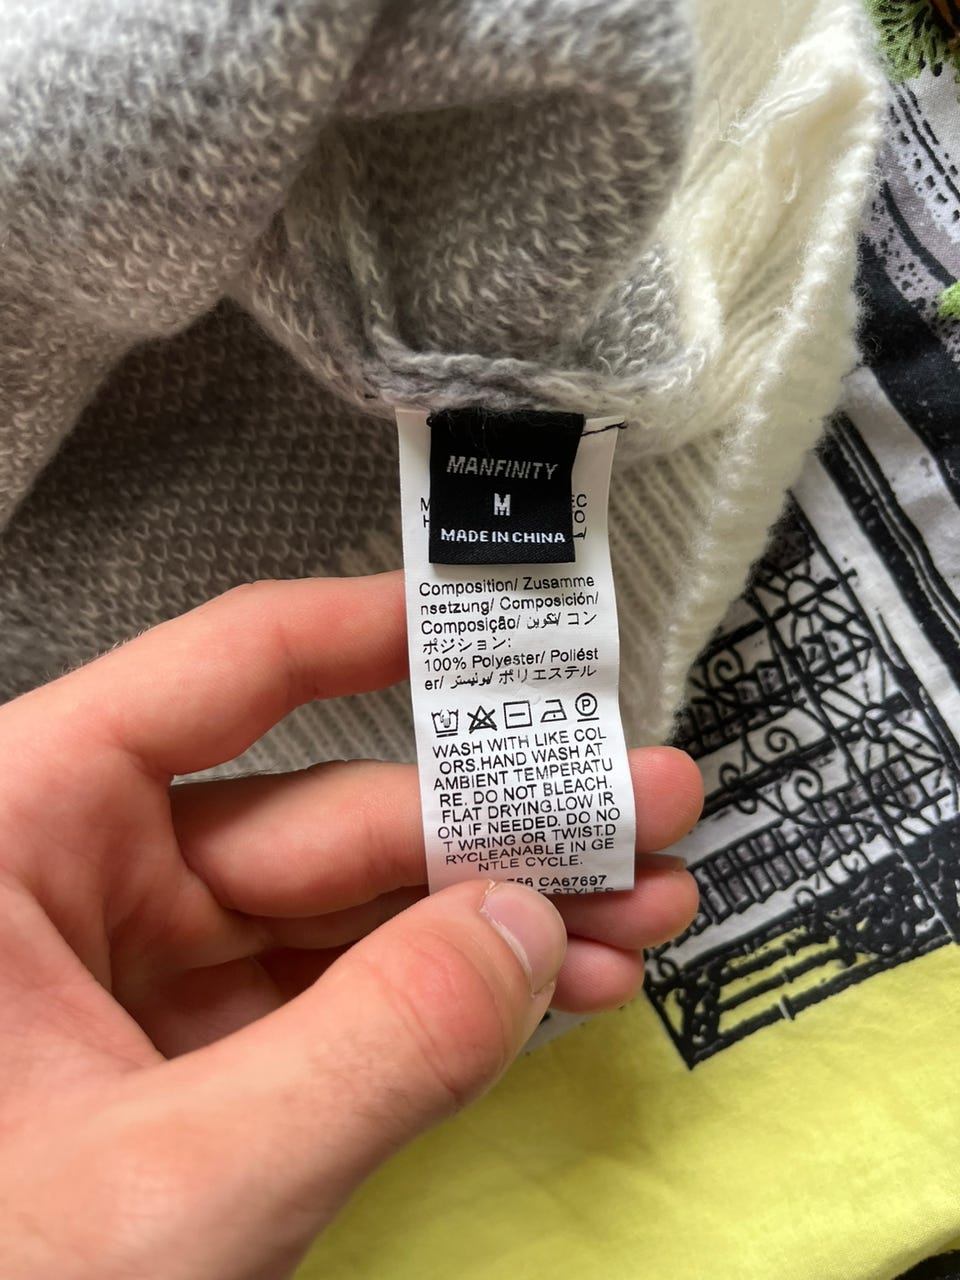 MANFINITY
M
MADE IN CHINA
Composition/ Zusamme
nsetzung/ Composición/
Composição/ تكوين/ コン
ポジション:
100% Polyester/ Poliést
er/ بوليستر/ ポリエステル
P
WASH WITH LIKE COL
ORS.HAND WASH AT
AMBIENT TEMPERATU
RE. DO NOT BLEACH.
FLAT DRYING.LOW IR
ON IF NEEDED. DO NO
T WRING OR TWIST.D
RYCLEANABLE IN GE
NTLE CYCLE.
CA67697
STYLES